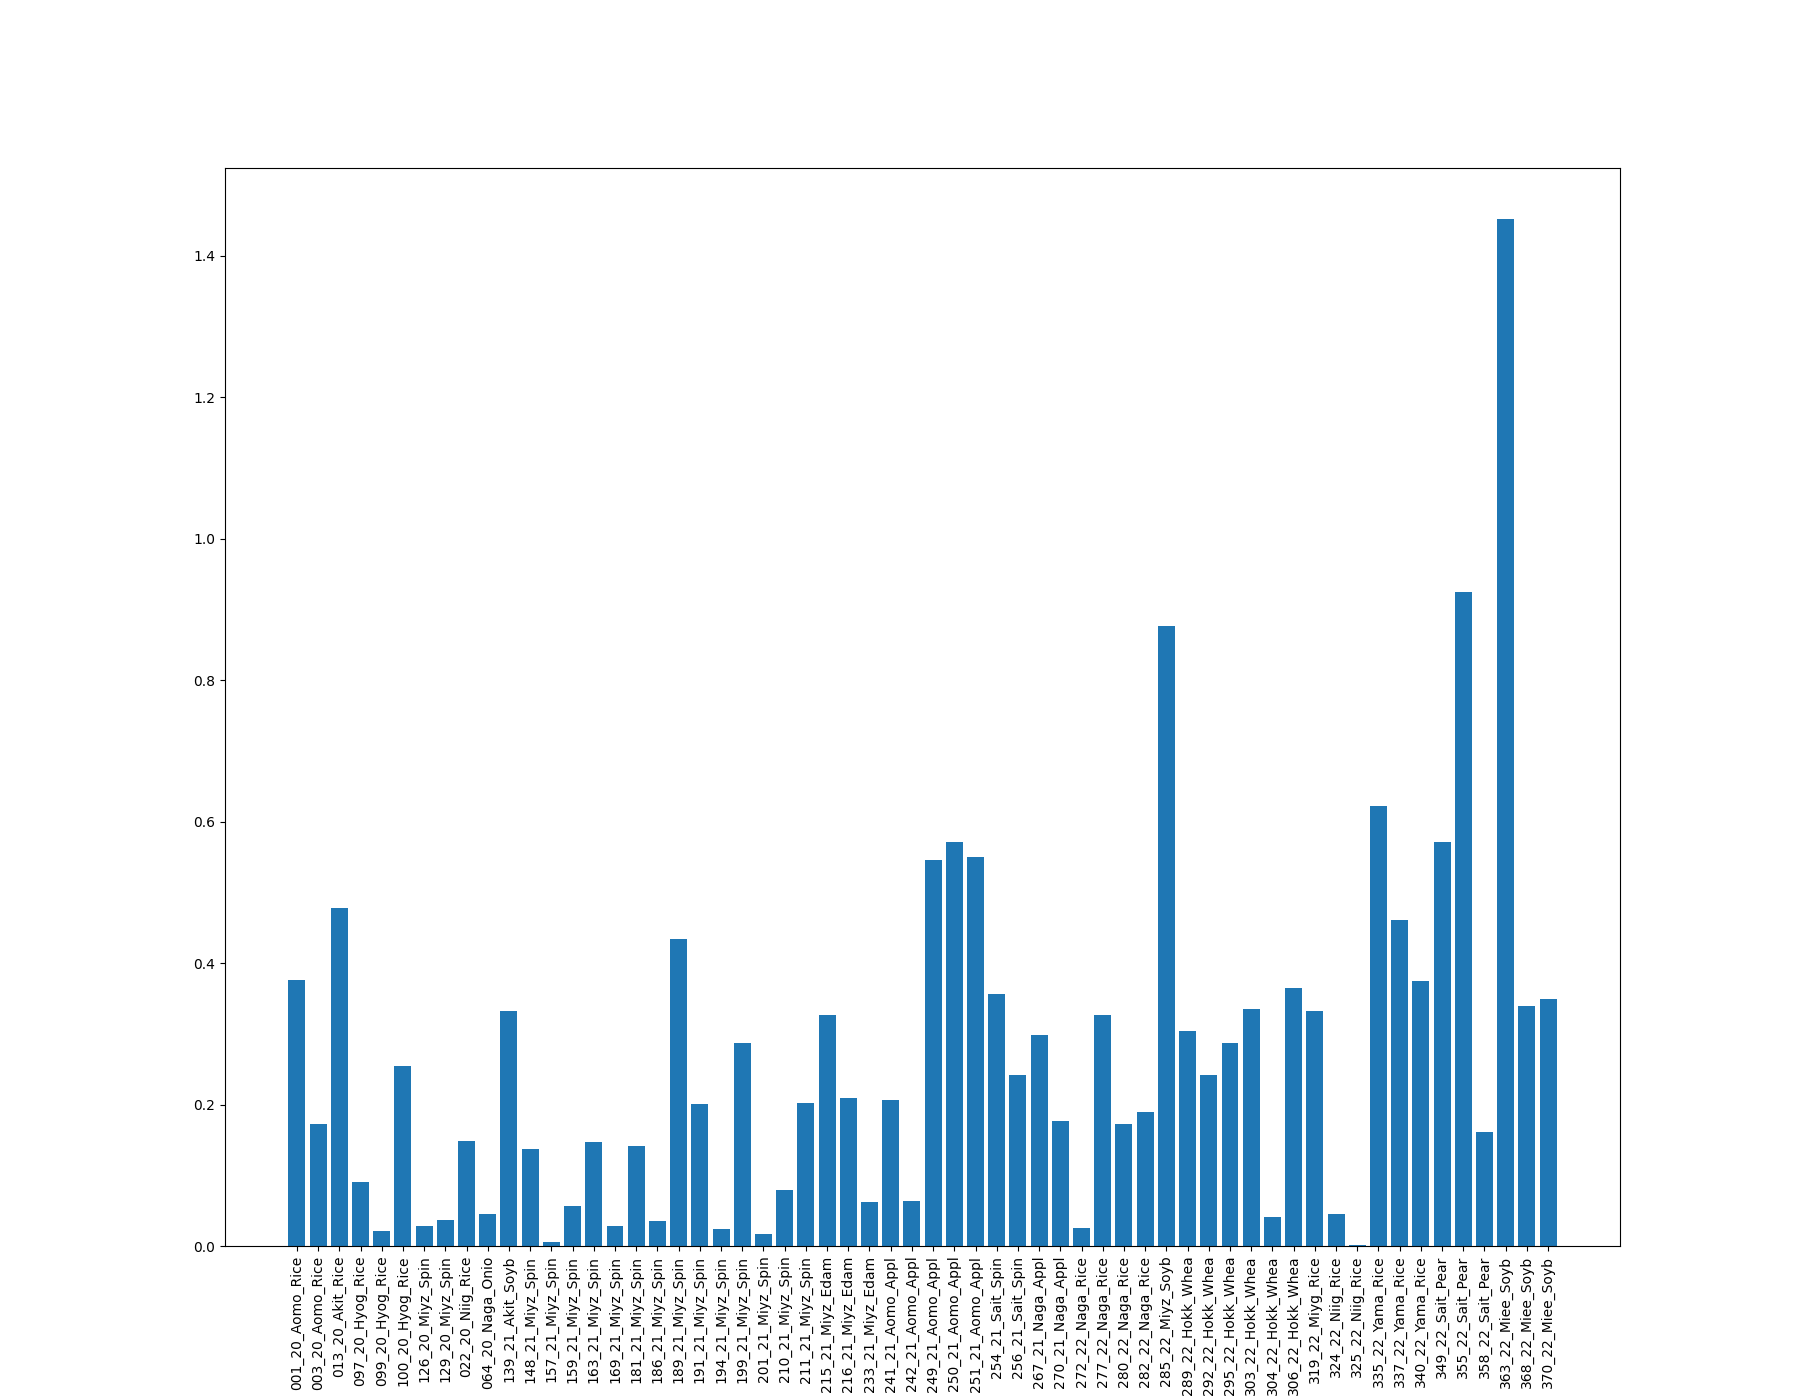 1.4
1.2
1.0
0.8
0.6
0.4
0.2
0.0
001_20_Aomo_Rice
003_20_Aomo_Rice
013_20_Akit_Rice
097_20_Hyog_Rice
099_20_Hyog_Rice
100_20_Hyog_Rice
126_20_Miyz_Spin
129_20_Miyz_Spin
022_20_Niig_Rice
064_20_Naga_Onio
139_21_Akit_Soyb
148_21_Miyz_Spin
157_21_Miyz_Spin
159_21_Miyz_Spin
163_21_Miyz_Spin
169_21_Miyz_Spin
181_21_Miyz_Spin
186_21_Miyz_Spin
189_21_Miyz_Spin
191_21_Miyz_Spin
194_21_Miyz_Spin
199_21_Miyz_Spin
201_21_Miyz_Spin
210_21_Miyz_Spin
211_21_Miyz_Spin
215_21_Miyz_Edam
216_21_Miyz_Edam
233_21_Miyz_Edam
241_21_Aomo_Appl
242_21_Aomo_Appl
249_21_Aomo_Appl
250_21_Aomo_Appl
251_21_Aomo_Appl
254_21_Sait_Spin
256_21_Sait_Spin
267_21_Naga_Appl
270_21_Naga_Appl
272_22_Naga_Rice
277_22_Naga_Rice
280_22_Naga_Rice
282_22_Naga_Rice
285_22_Miyz_Soyb
289_22_Hokk_Whea
292_22_Hokk_Whea
295_22_Hokk_Whea
303_22_Hokk_Whea
304_22_Hokk_Whea
306_22_Hokk_Whea
319_22_Miyg_Rice
324_22_Niig_Rice
325_22_Niig_Rice
335_22_Yama_Rice
337_22_Yama_Rice
340_22_Yama_Rice
349_22_Sait_Pear
355_22_Sait_Pear
358_22_Sait_Pear
363_22_Miee_Soyb
368_22_Miee_Soyb
370_22_Miee_Soyb